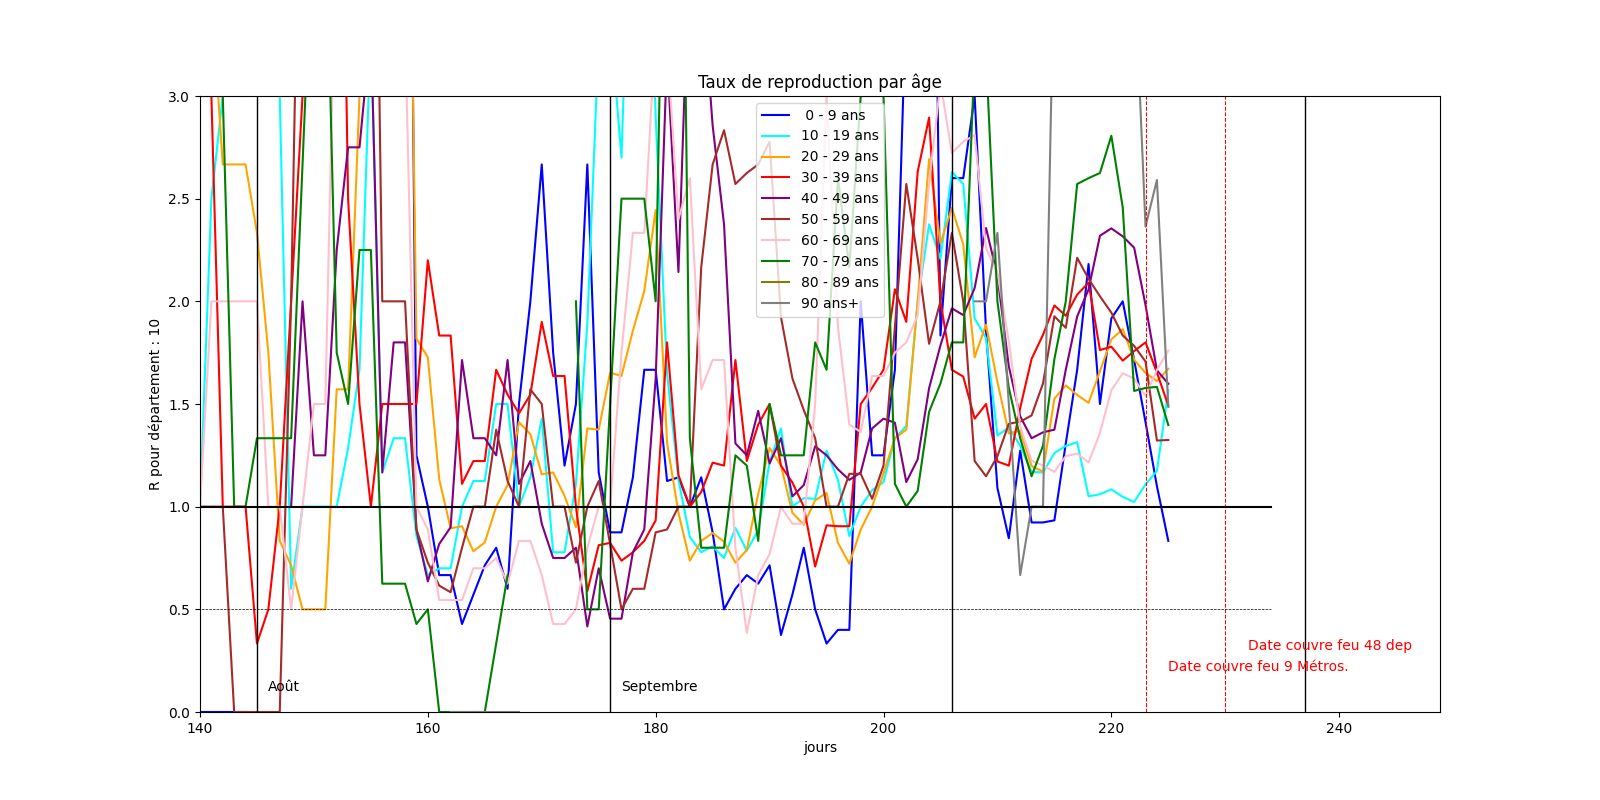 Taux de reproduction par âge
R pour département : 10
3.0
2.5
2.0
1.5
1.0
0.5
0.0
0 - 9 ans
10 - 19 ans
20 - 29 ans
30 - 39 ans
40 - 49 ans
50 - 59 ans
60 - 69 ans
70 - 79 ans
80 - 89 ans
90 ans+
Date couvre feu 48 dep
Date couvre feu 9 Métros.
Août
Septembre
140
160
180
200
220
240
jours